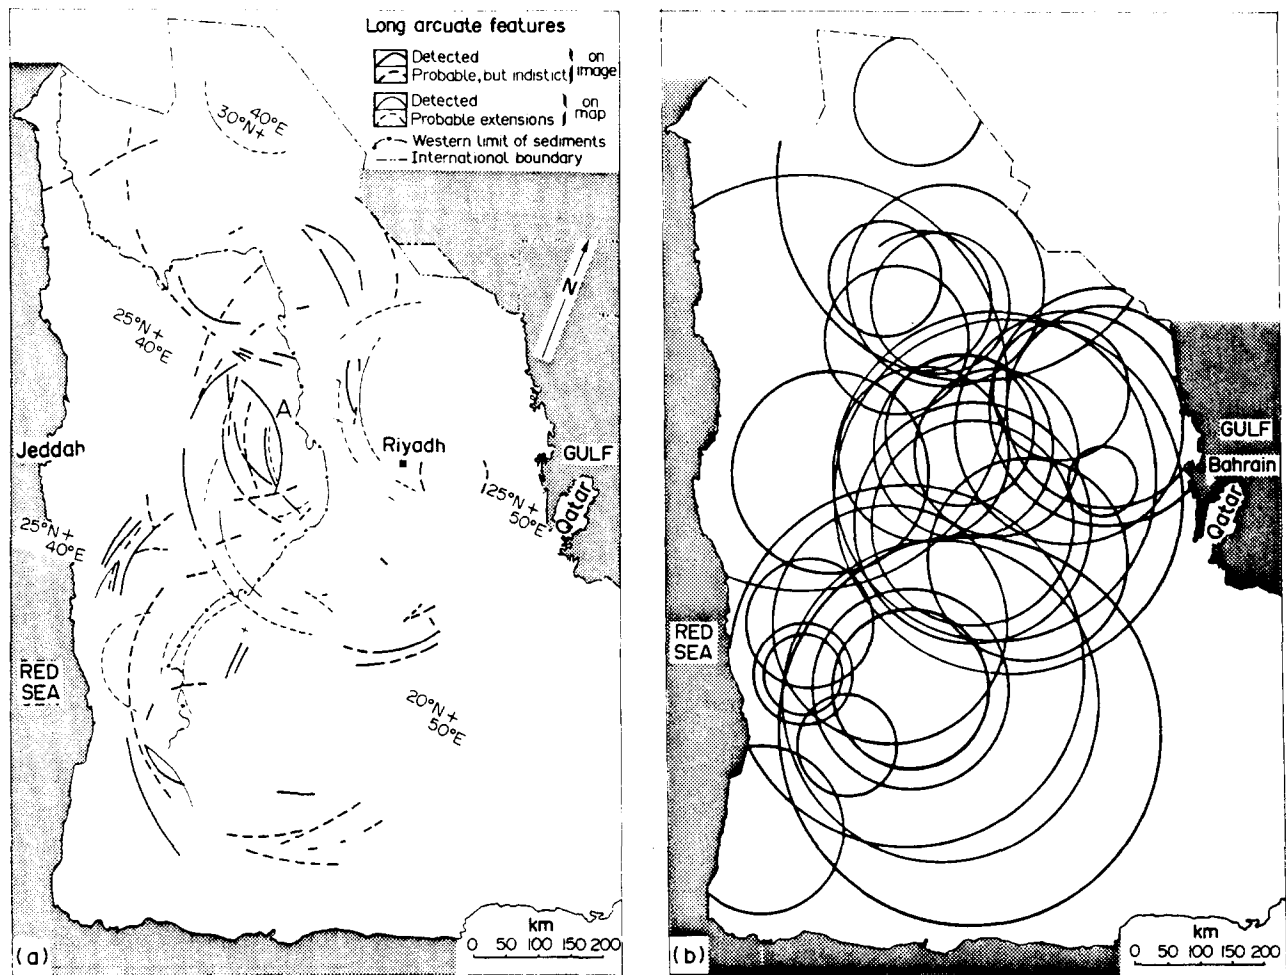 Long arcuate features
Detected
Probable, but indistict
on
image
Detected
Probable extensions
on
map
Western limit of sediments
International boundary
40°E
30°N+
N
25°N+
40°E
A
Jeddah
Riyadh
GULF
25°N+
50°E
Qatar
25°N+
40°E
RED
SEA
20°N+
50°E
km
0 50 100 150 200
(a)
GULF
Bahrain
Qatar
RED
SEA
km
0 50 100 150 200
(b)